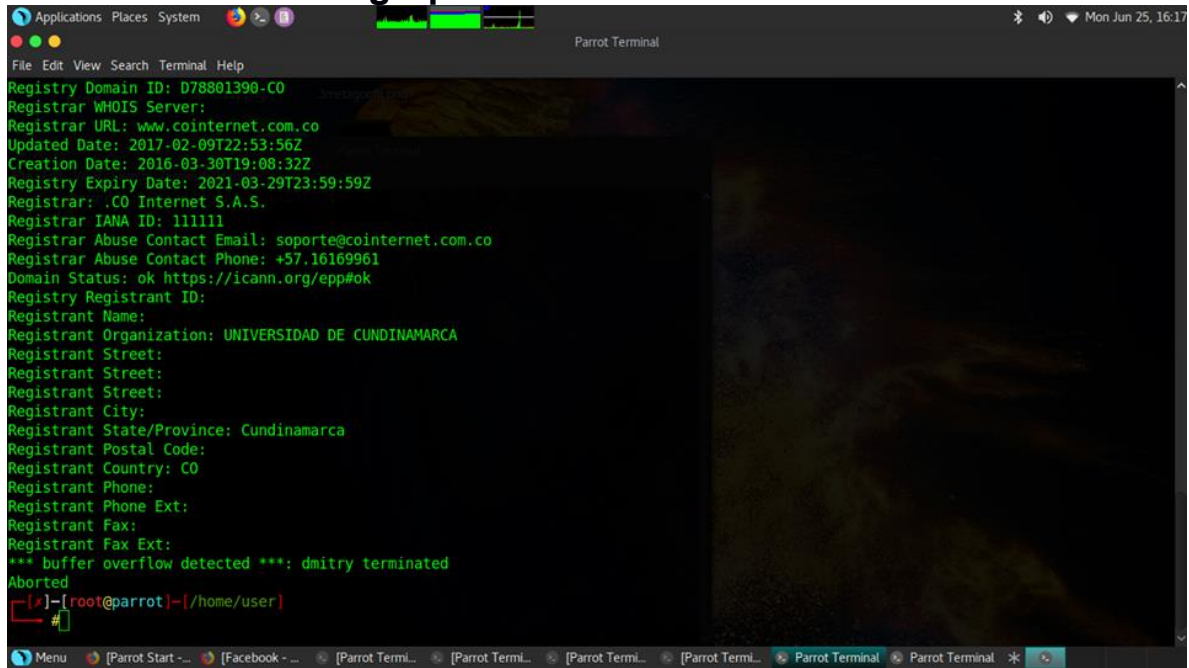 Applications Places System
Mon Jun 25, 16:17
Parrot Terminal
File Edit View Search Terminal Help
Registry Domain ID: D78801390-CO
Registrar WHOIS Server:
Registrar URL: www.cointernet.com.co
Updated Date: 2017-02-09T22:53:56Z
Creation Date: 2016-03-30T19:08:32Z
Registry Expiry Date: 2021-03-29T23:59:59Z
Registrar: .CO Internet S.A.S.
Registrar IANA ID: 111111
Registrar Abuse Contact Email: soporte@cointernet.com.co
Registrar Abuse Contact Phone: +57.16169961
Domain Status: ok https://icann.org/epp#ok
Registry Registrant ID:
Registrant Name:
Registrant Organization: UNIVERSIDAD DE CUNDINAMARCA
Registrant Street:
Registrant Street:
Registrant Street:
Registrant City:
Registrant State/Province: Cundinamarca
Registrant Postal Code:
Registrant Country: CO
Registrant Phone:
Registrant Phone Ext:
Registrant Fax:
Registrant Fax Ext:
*** buffer overflow detected ***: dmitry terminated
Aborted
[✗]─[root@parrot]─[/home/user]
#
Menu [Parrot Start -... [Facebook - ... [Parrot Termi... [Parrot Termi... [Parrot Termi... [Parrot Termi... Parrot Terminal Parrot Terminal